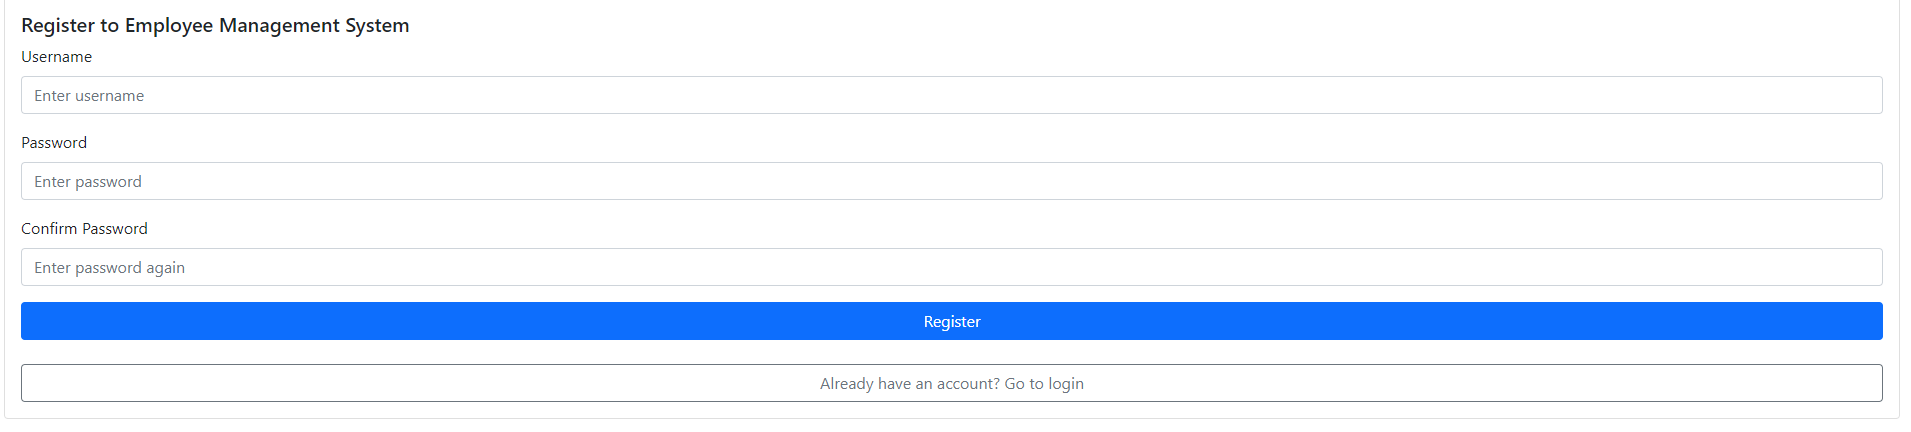 Register to Employee Management System
Username
Enter username
Password
Enter password
Confirm Password
Enter password again
Register
Already have an account? Go to login